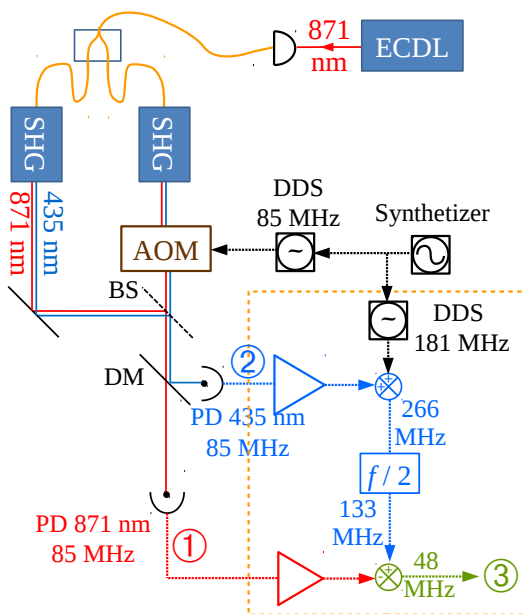 871
nm
ECDL
SHG
SHG
871 nm
435 nm
DDS
85 MHz
Synthetizer
~
AOM
BS
~
DDS
181 MHz
DM
②
PD 435 nm
85 MHz
+
+
266
MHz
f / 2
133
MHz
PD 871 nm
85 MHz
①
-
+
48
MHz
③